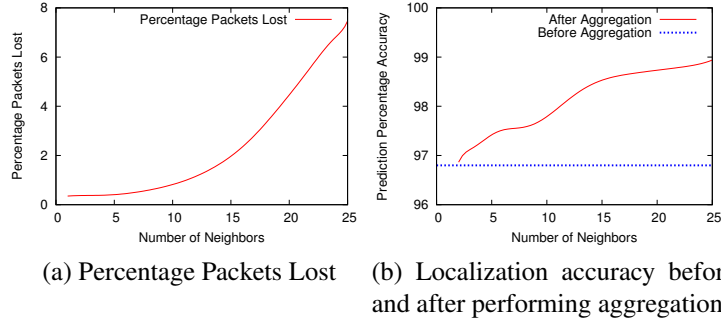 Percentage Packets Lost
8
6
4
2
0
0 5 10 15 20 25
Number of Neighbors
Percentage Packets Lost
(a) Percentage Packets Lost
After Aggregation
Before Aggregation
100
99
98
97
96
0 5 10 15 20 25
Number of Neighbors
Prediction Percentage Accuracy
(b) Localization accuracy befor
and after performing aggregation